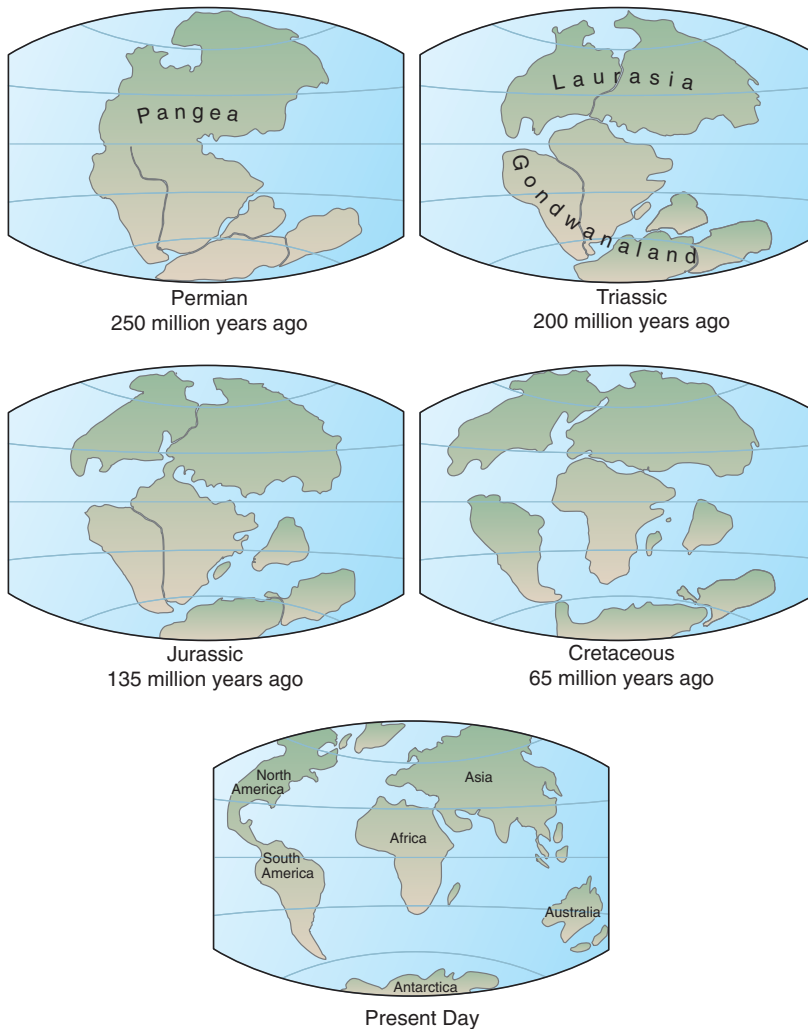 Pangea
Laurasia
Gondwanaland
Permian
250 million years ago
Triassic
200 million years ago
Jurassic
135 million years ago
Cretaceous
65 million years ago
North
America
Asia
Africa
South
America
Australia
Antarctica
Present Day